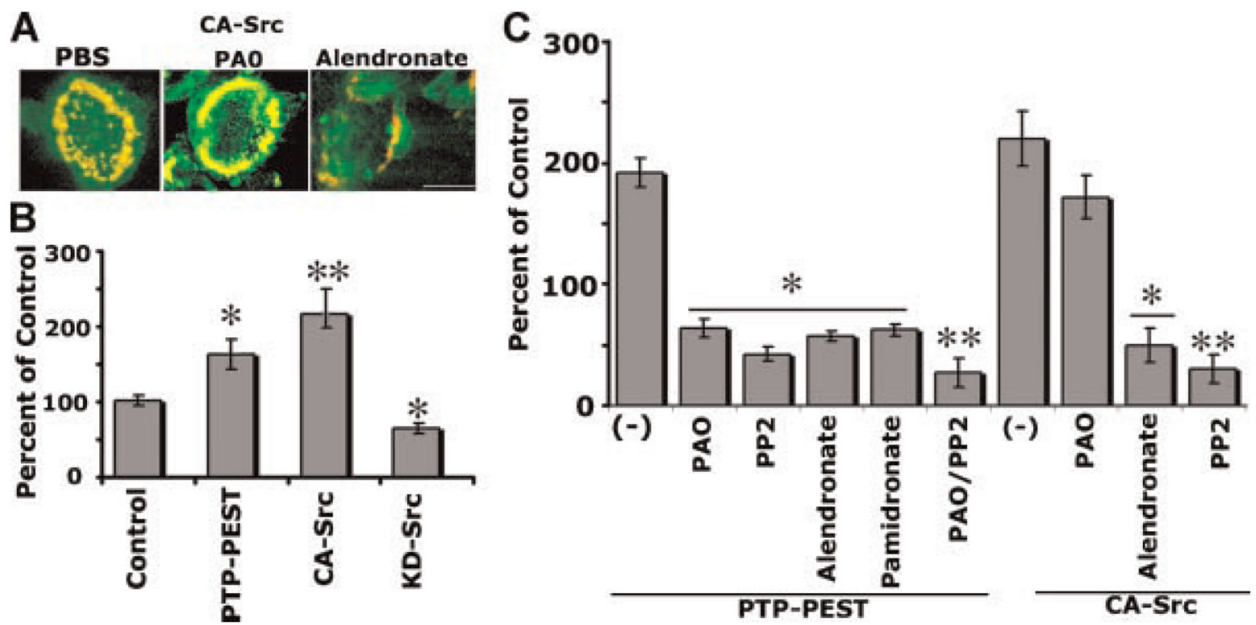 A
CA-Src
PBS
PA0
Alendronate
B
Percent of Control
300
200
100
0
*
**
*
Control
PTP-PEST
CA-Src
KD-Src
C
Percent of Control
300
200
100
0
*
**
*
**
(-)
PAO
PP2
Alendronate
Pamidronate
PAO/PP2
(-)
PAO
Alendronate
PP2
PTP-PEST
CA-Src